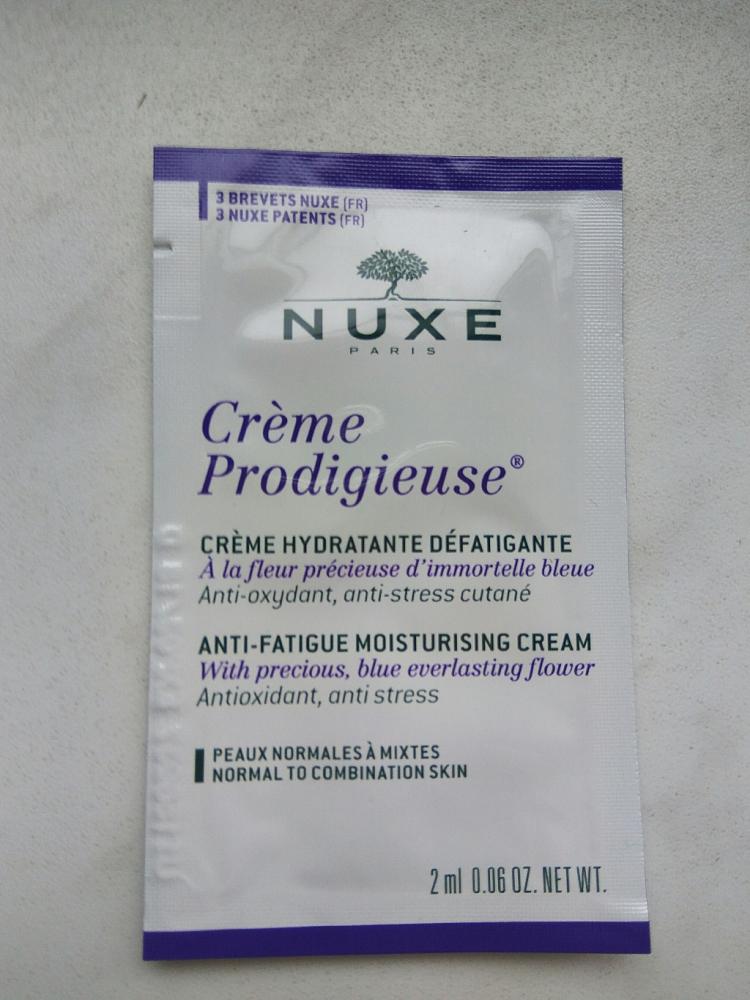 3 BREVETS NUXE (FR)
3 NUXE PATENTS (FR)
NUXE
PARIS
Crème
Prodigieuse®
CRÈME HYDRATANTE DÉFATIGANTE
À la fleur précieuse d'immortelle bleue
Anti-oxydant, anti-stress cutané
ANTI-FATIGUE MOISTURISING CREAM
With precious, blue everlasting flower
Antioxidant, anti stress
PEAUX NORMALES À MIXTES
NORMAL TO COMBINATION SKIN
2 ml 0.06 OZ. NET WT.